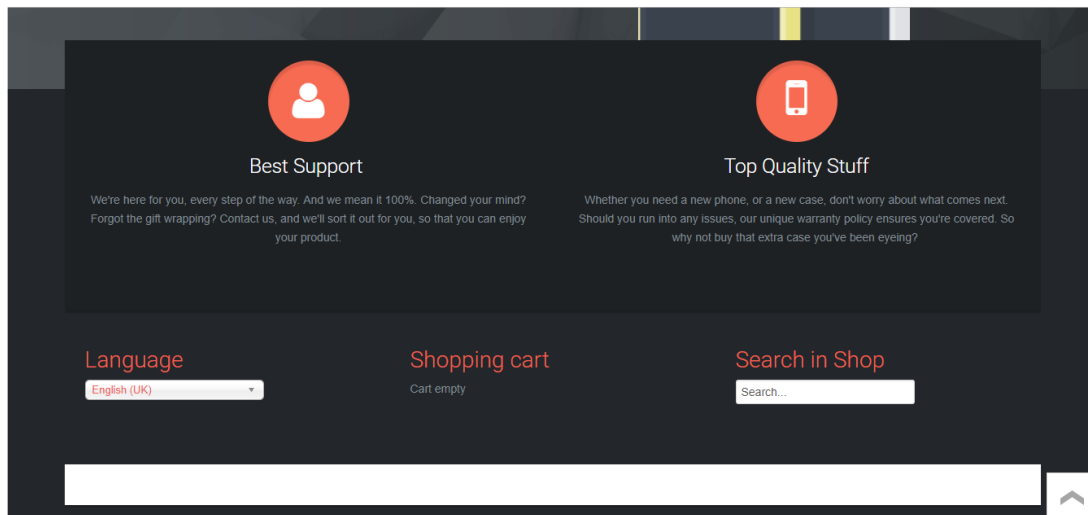 Best Support
We're here for you, every step of the way. And we mean it 100%. Changed your mind?
Forgot the gift wrapping? Contact us, and we'll sort it out for you, so that you can enjoy
your product.
Top Quality Stuff
Whether you need a new phone, or a new case, don't worry about what comes next.
Should you run into any issues, our unique warranty policy ensures you're covered. So
why not buy that extra case you've been eyeing?
Language
English (UK)
Shopping cart
Cart empty
Search in Shop
Search...